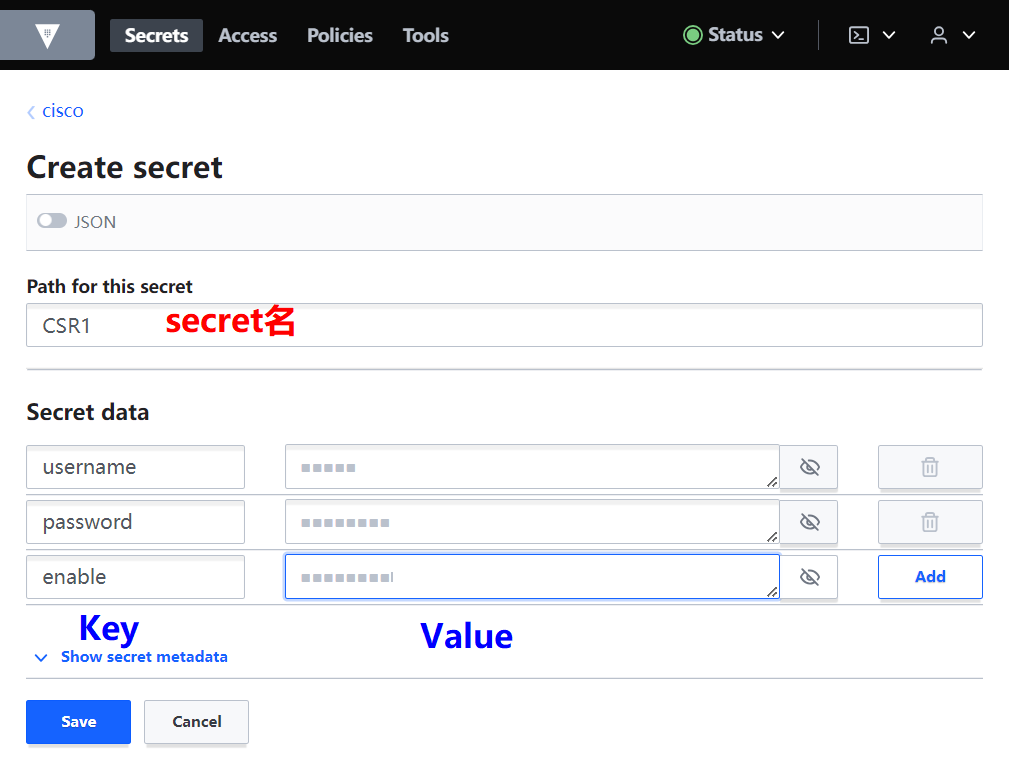 Secrets Access Policies Tools Status
cisco
Create secret
JSON
Path for this secret
CSR1 secret名
Secret data
username
password
enable Add
Key Value
Show secret metadata
Save Cancel